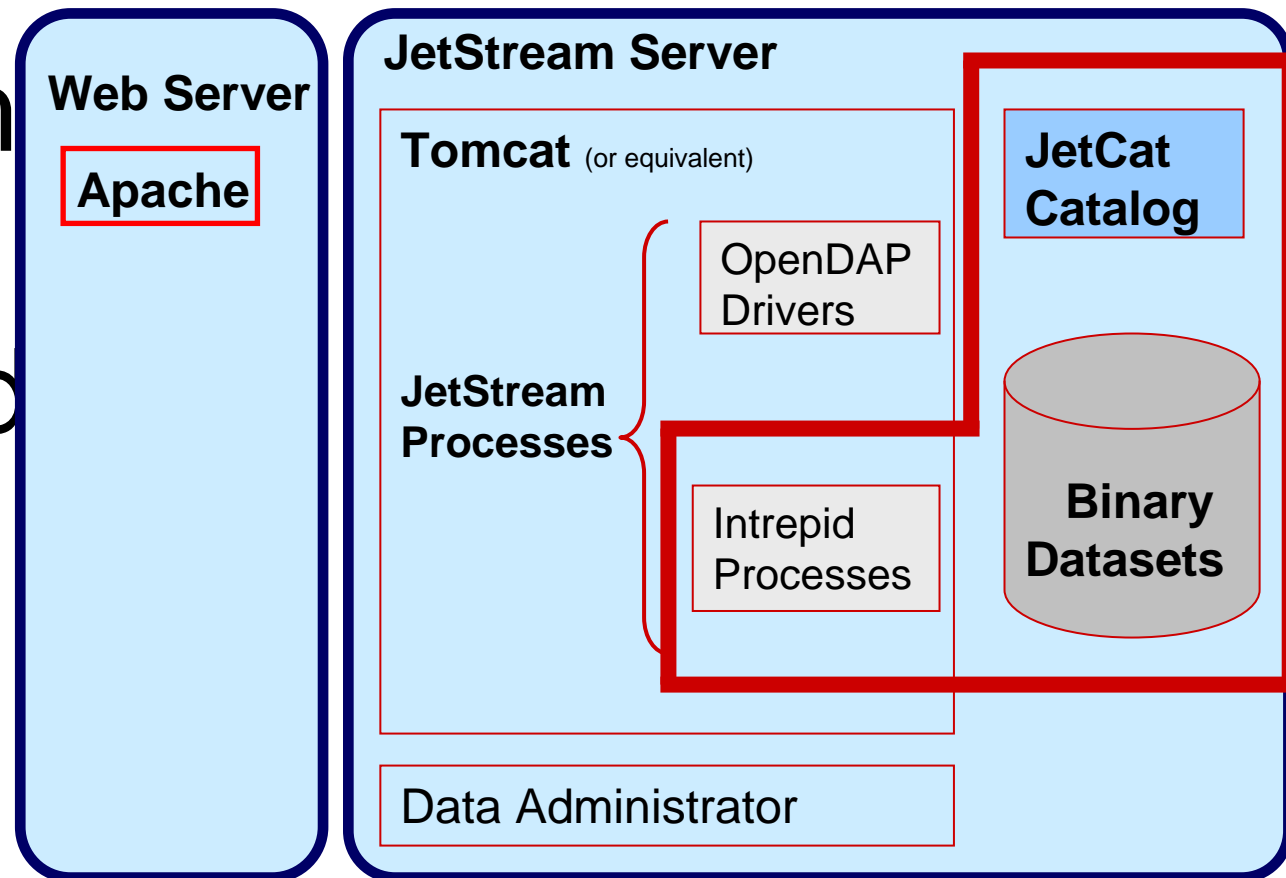 Web Server
Apache
JetStream Server
Tomcat (or equivalent)
OpenDAP
Drivers
JetStream
Processes
Intrepid
Processes
JetCat
Catalog
Binary
Datasets
Data Administrator